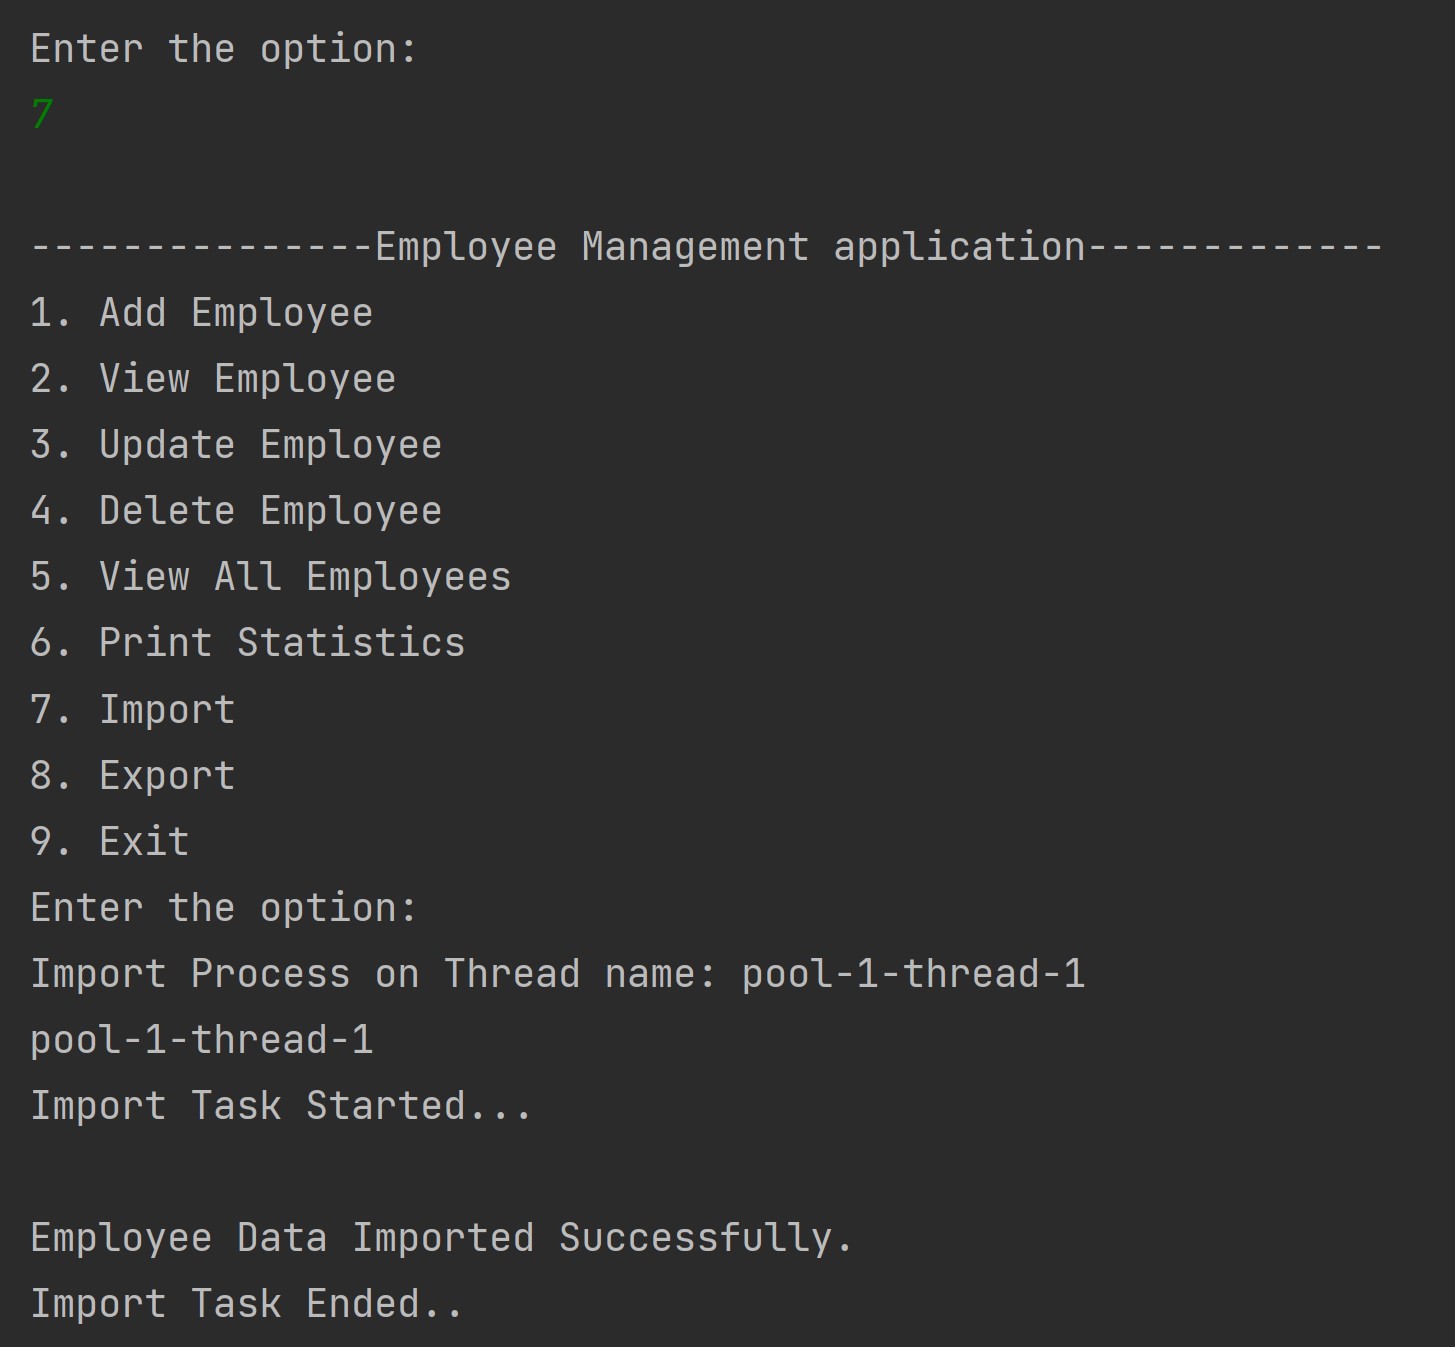 Enter the option:
7
---------------Employee Management application-------------
1. Add Employee
2. View Employee
3. Update Employee
4. Delete Employee
5. View All Employees
6. Print Statistics
7. Import
8. Export
9. Exit
Enter the option:
Import Process on Thread name: pool-1-thread-1
pool-1-thread-1
Import Task Started...
Employee Data Imported Successfully.
Import Task Ended..